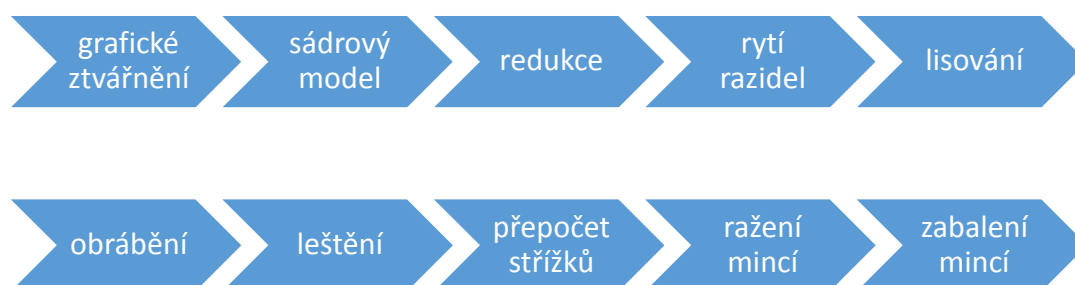 grafické
ztvářnění
sádrový
model
redukce
rytí
razidel
lisování
obrábění
leštění
přepočet
střížků
ražení
mincí
zabalení
mincí